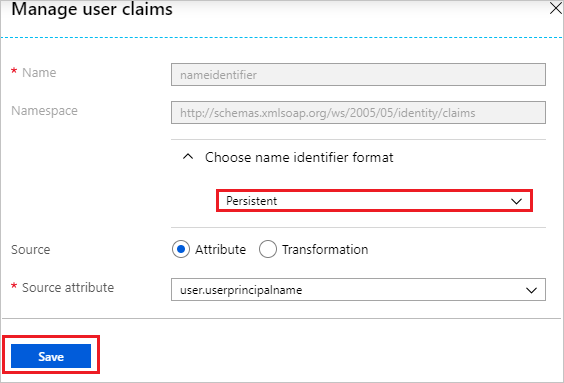 Manage user claims
* Name
nameidentifier
Namespace
http://schemas.xmlsoap.org/ws/2005/05/identity/claims
Choose name identifier format
Persistent
Source
Attribute
Transformation
* Source attribute
user.userprincipalname
Save